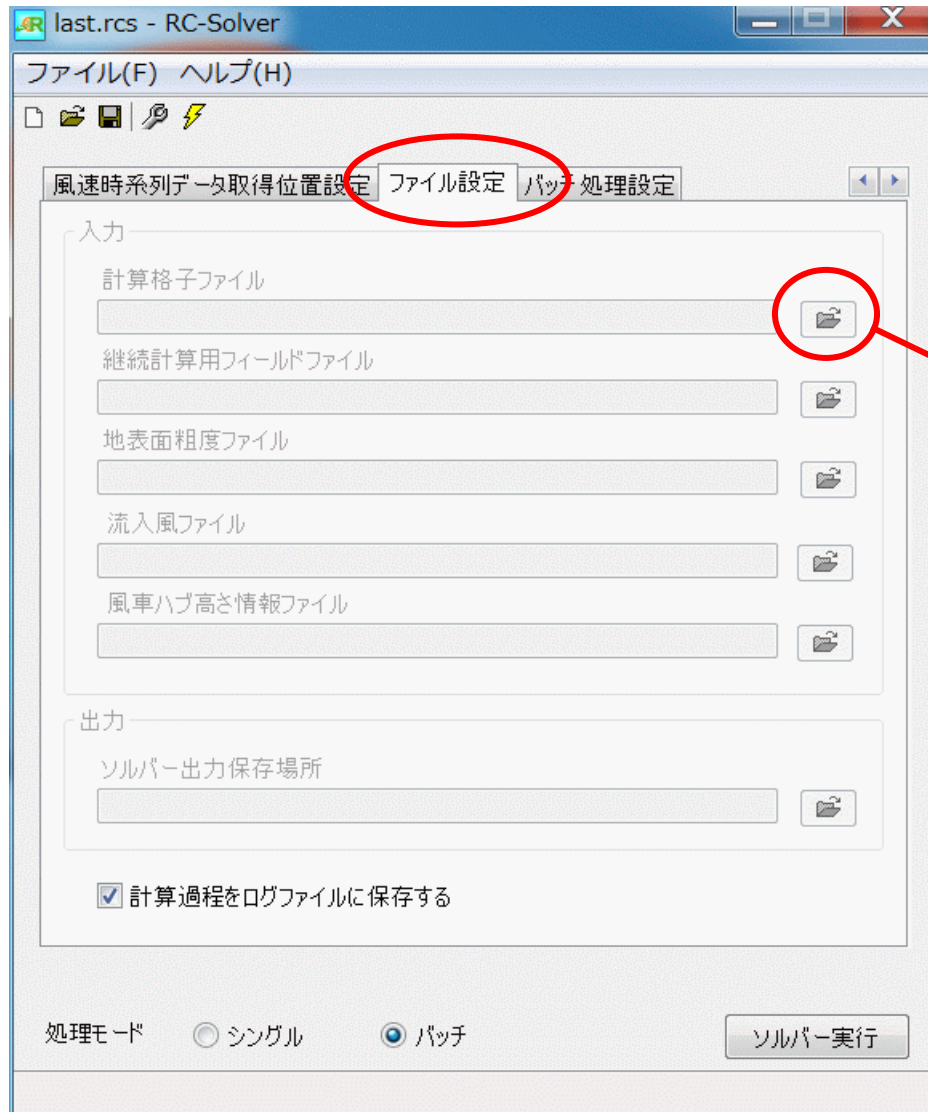 last.rcs - RC-Solver
ファイル(F) ヘルプ(H)
風速時系列データ取得位置設定 ファイル設定 バッチ処理設定
入力
計算格子ファイル
継続計算用フィールドファイル
地表面粗度ファイル
流入風ファイル
風車ハブ高さ情報ファイル
出力
ソルバー出力保存場所
計算過程をログファイルに保存する
処理モード シングル バッチ ソルバー実行